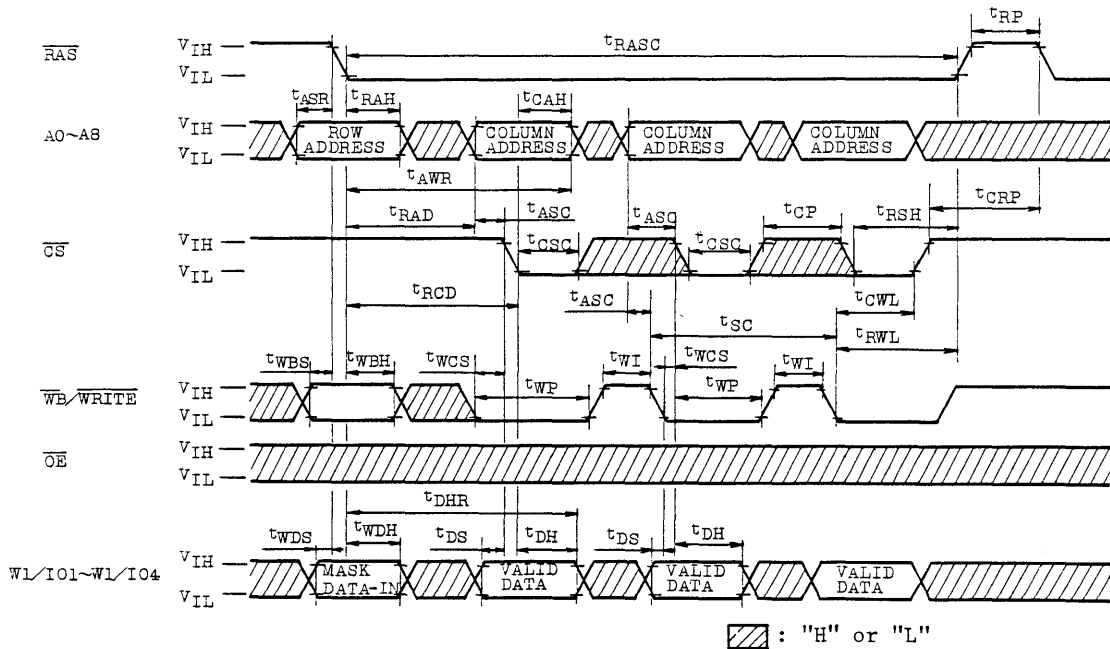 tRP
RAS
VIH
VIL
tRASC
tASR
tRAH
tCAH
A0~A8
VIH
VIL
ROW
ADDRESS
COLUMN
ADDRESS
COLUMN
ADDRESS
COLUMN
ADDRESS
tAWR
tRAD
tASC
tASC
tCP
tRSH
tCRP
CS
VIH
VIL
tCSC
tCSC
tRCD
tASC
tSC
tCWL
tRWL
tWBS
tWBH
tWCS
tWI
tWCS
tWI
WB/WRITE
VIH
VIL
tWP
tWP
OE
VIH
VIL
tDHR
tWDS
tWDH
tDS
tDH
tDS
tDH
W1/IO1~W1/IO4
VIH
VIL
MASK
DATA-IN
VALID
DATA
VALID
DATA
VALID
DATA
: "H" or "L"